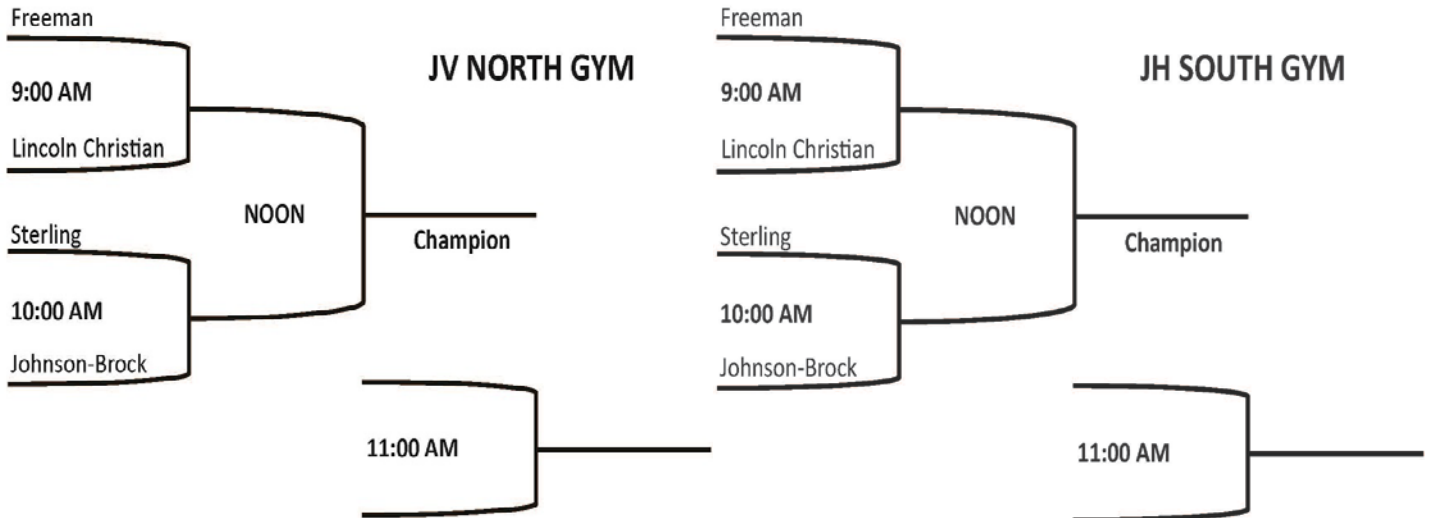 Freeman
JV NORTH GYM
9:00 AM
Lincoln Christian
NOON
Sterling
Champion
10:00 AM
Johnson-Brock
11:00 AM
Freeman
JH SOUTH GYM
9:00 AM
Lincoln Christian
NOON
Sterling
Champion
10:00 AM
Johnson-Brock
11:00 AM